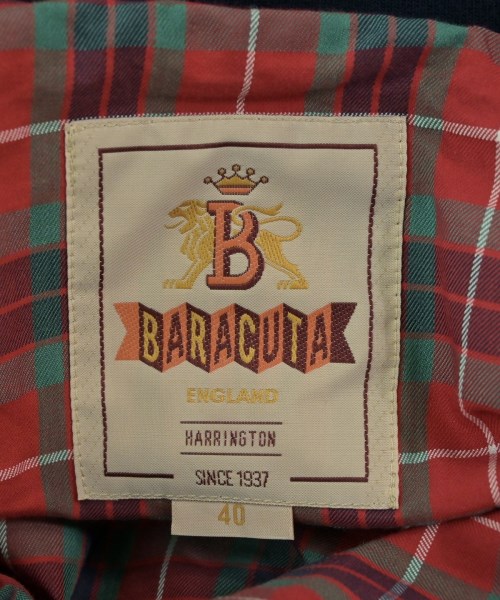 B
BARACUTA
ENGLAND
HARRINGTON
SINCE 1937
40